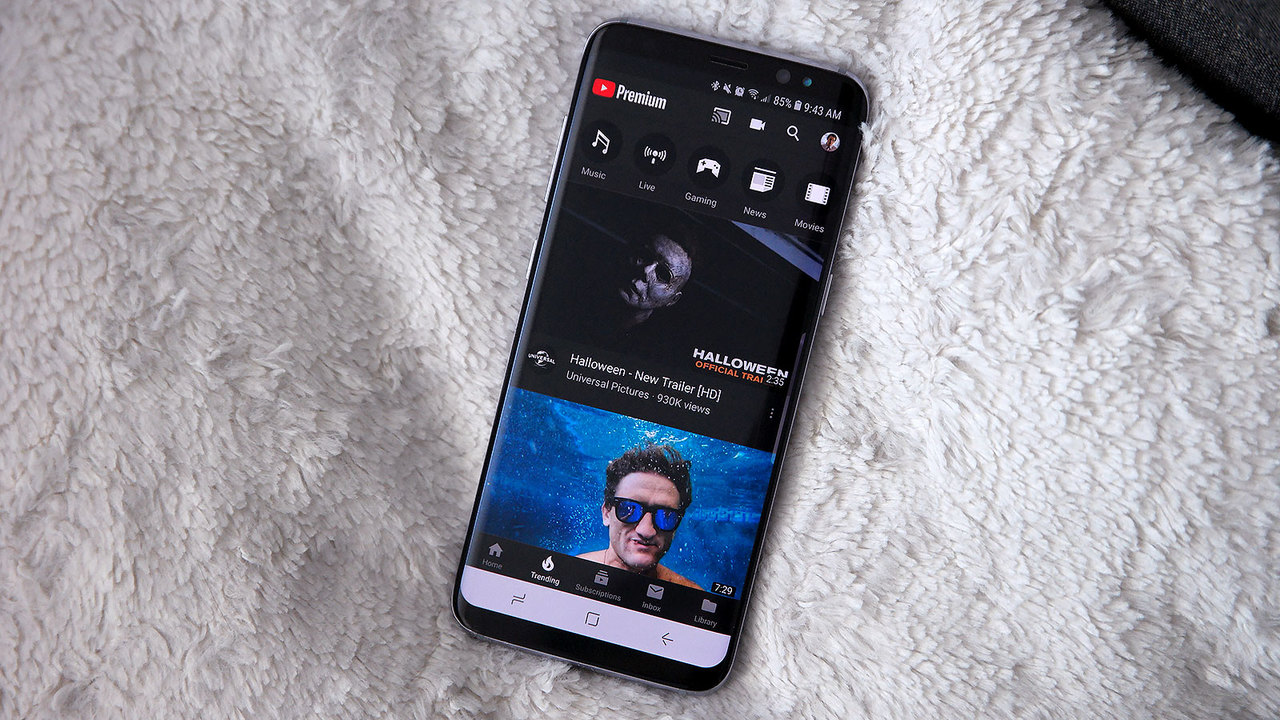 85% 9:43 AM
Premium
Music
Live
Gaming
News
Movies
HALLOWEEN
OFFICIAL TRAI
2:35
UNIVERSAL
Halloween - New Trailer [HD]
Universal Pictures · 930K views
7:29
Home
Trending
Subscriptions
Inbox
Library